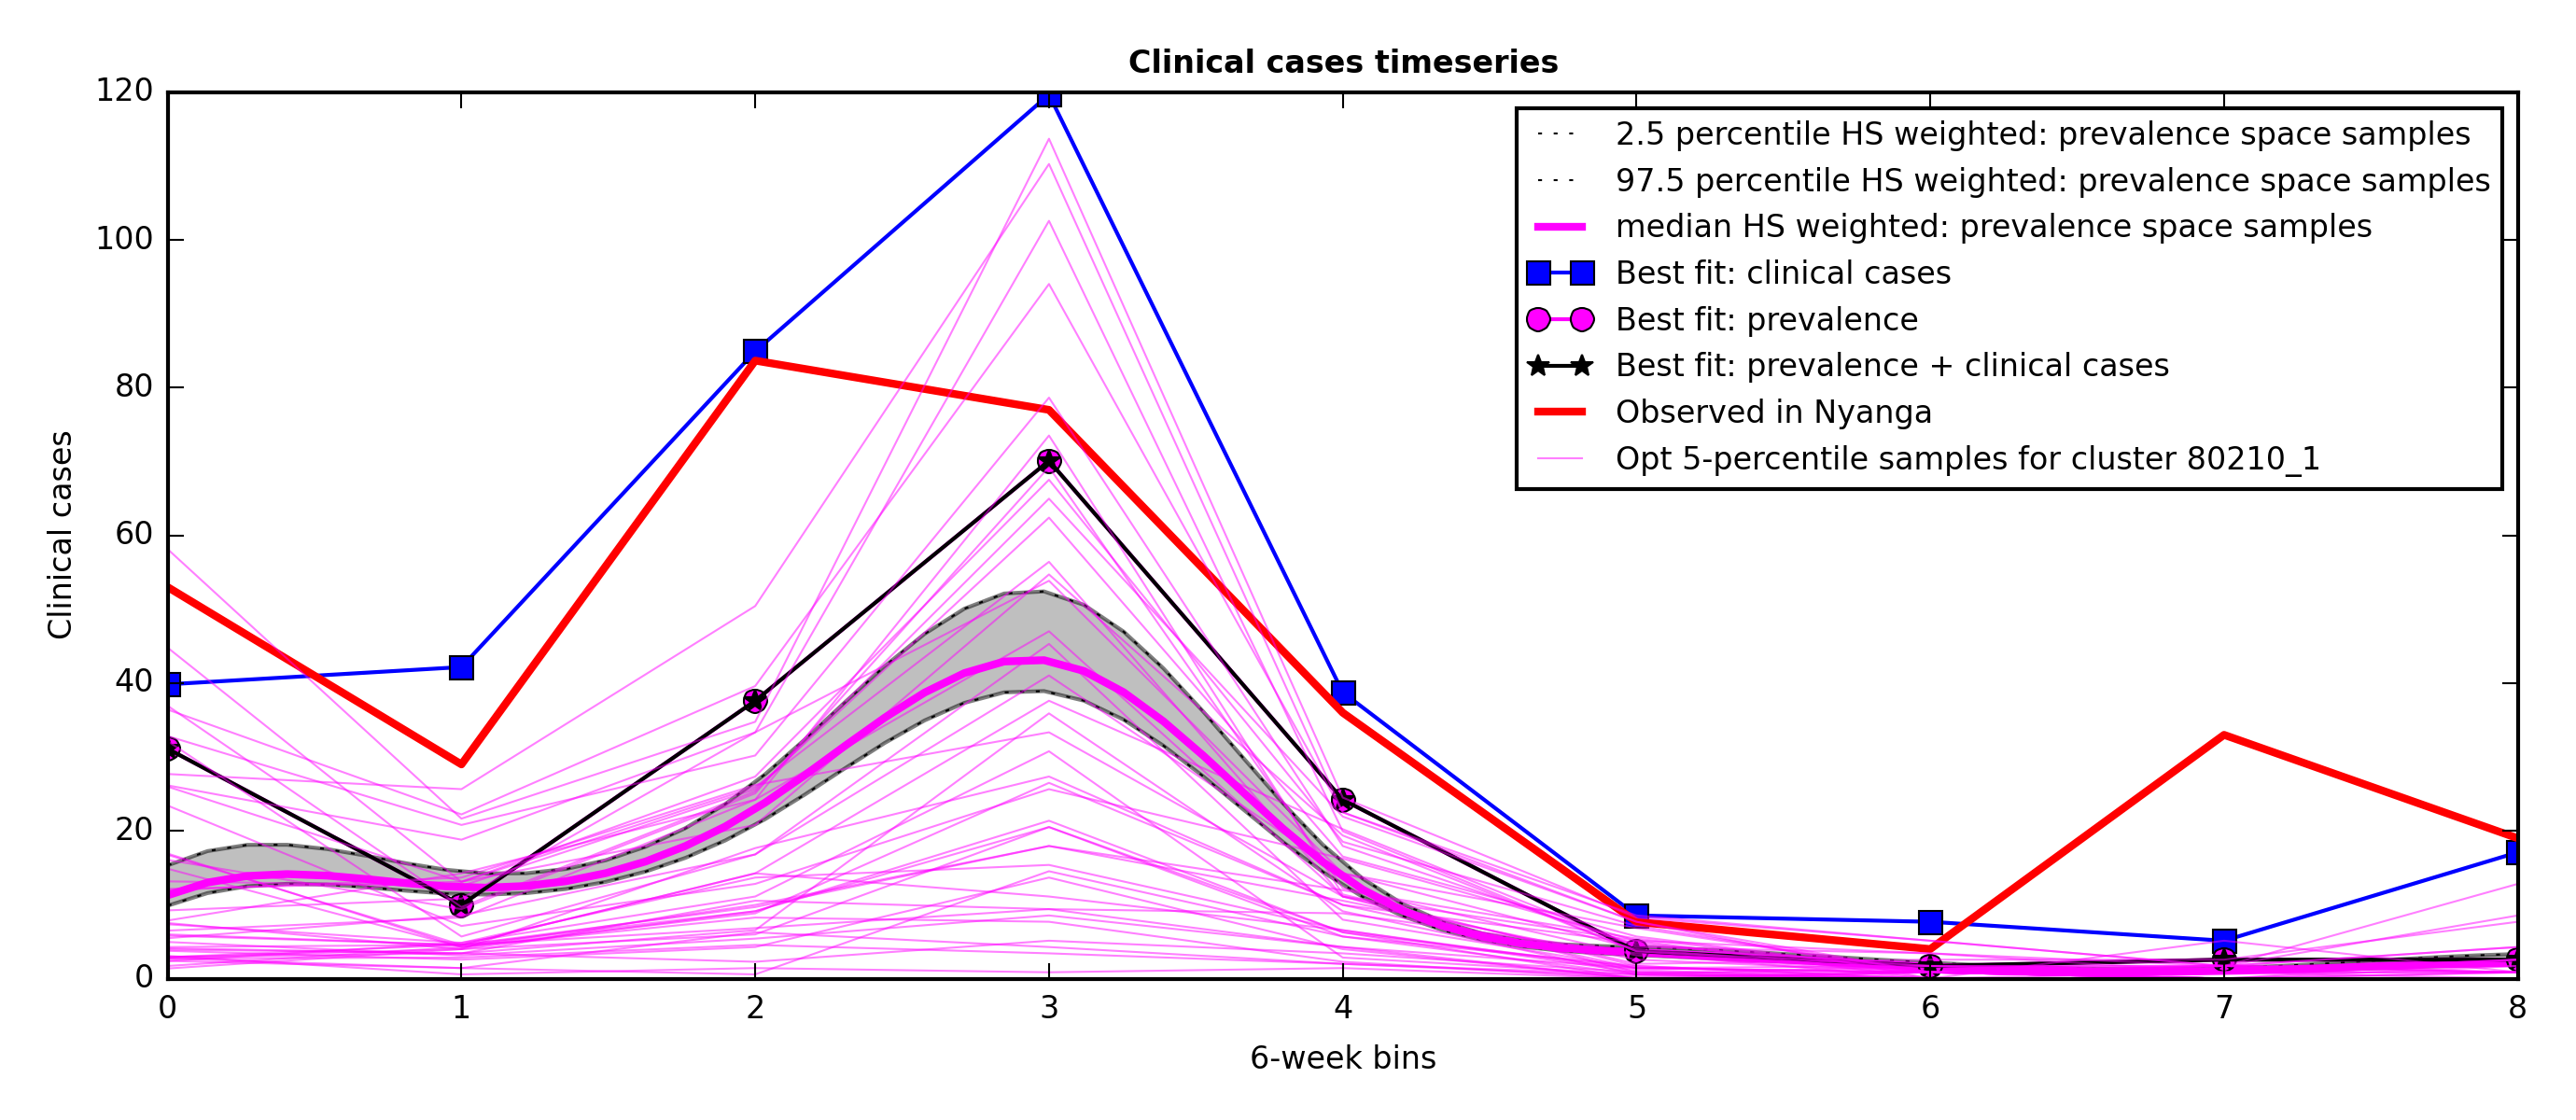 Clinical cases timeseries
120
100
80
60
40
20
0
Clinical cases
2.5 percentile HS weighted: prevalence space samples
97.5 percentile HS weighted: prevalence space samples
median HS weighted: prevalence space samples
Best fit: clinical cases
Best fit: prevalence
Best fit: prevalence + clinical cases
Observed in Nyanga
Opt 5-percentile samples for cluster 80210_1
0 1 2 3 4 5 6 7 8
6-week bins